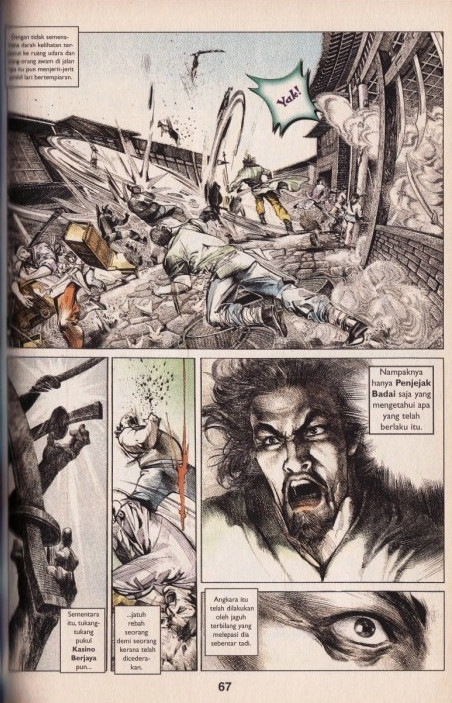 Dengan tidak semena-
darah kelihatan ter-
ke ruang udara dan
orang awam di jalan
itu pun menjerit-jerit
lari bertempiaran.
Yak!
Nampaknya
hanya Penjejak
Badai saja yang
mengetahui apa
yang telah
berlaku itu.
Sementara
itu, tukang-
tukang
pukul
Kasino
Berjaya
pun...
...jatuh
rebah
seorang
demi seorang
kerana telah
dicedera-
kan.
Angkara itu
telah dilakukan
oleh jaguh
terbilang yang
melepasi dia
sebentar tadi.
67